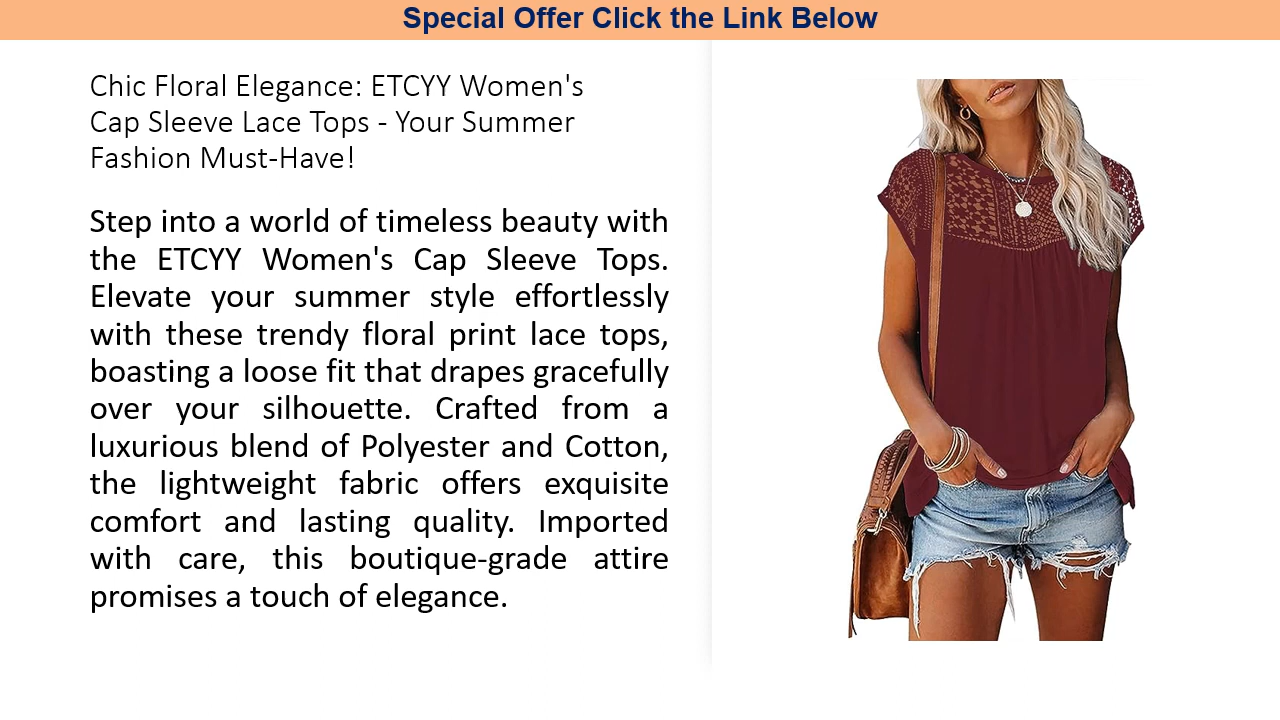 Special Offer Click the Link Below
Chic Floral Elegance: ETCYY Women's
Cap Sleeve Lace Tops - Your Summer
Fashion Must-Have!
Step into a world of timeless beauty with
the ETCYY Women's Cap Sleeve Tops.
Elevate your summer style effortlessly
with these trendy floral print lace tops,
boasting a loose fit that drapes gracefully
over your silhouette. Crafted from a
luxurious blend of Polyester and Cotton,
the lightweight fabric offers exquisite
comfort and lasting quality. Imported
with care, this boutique-grade attire
promises a touch of elegance.